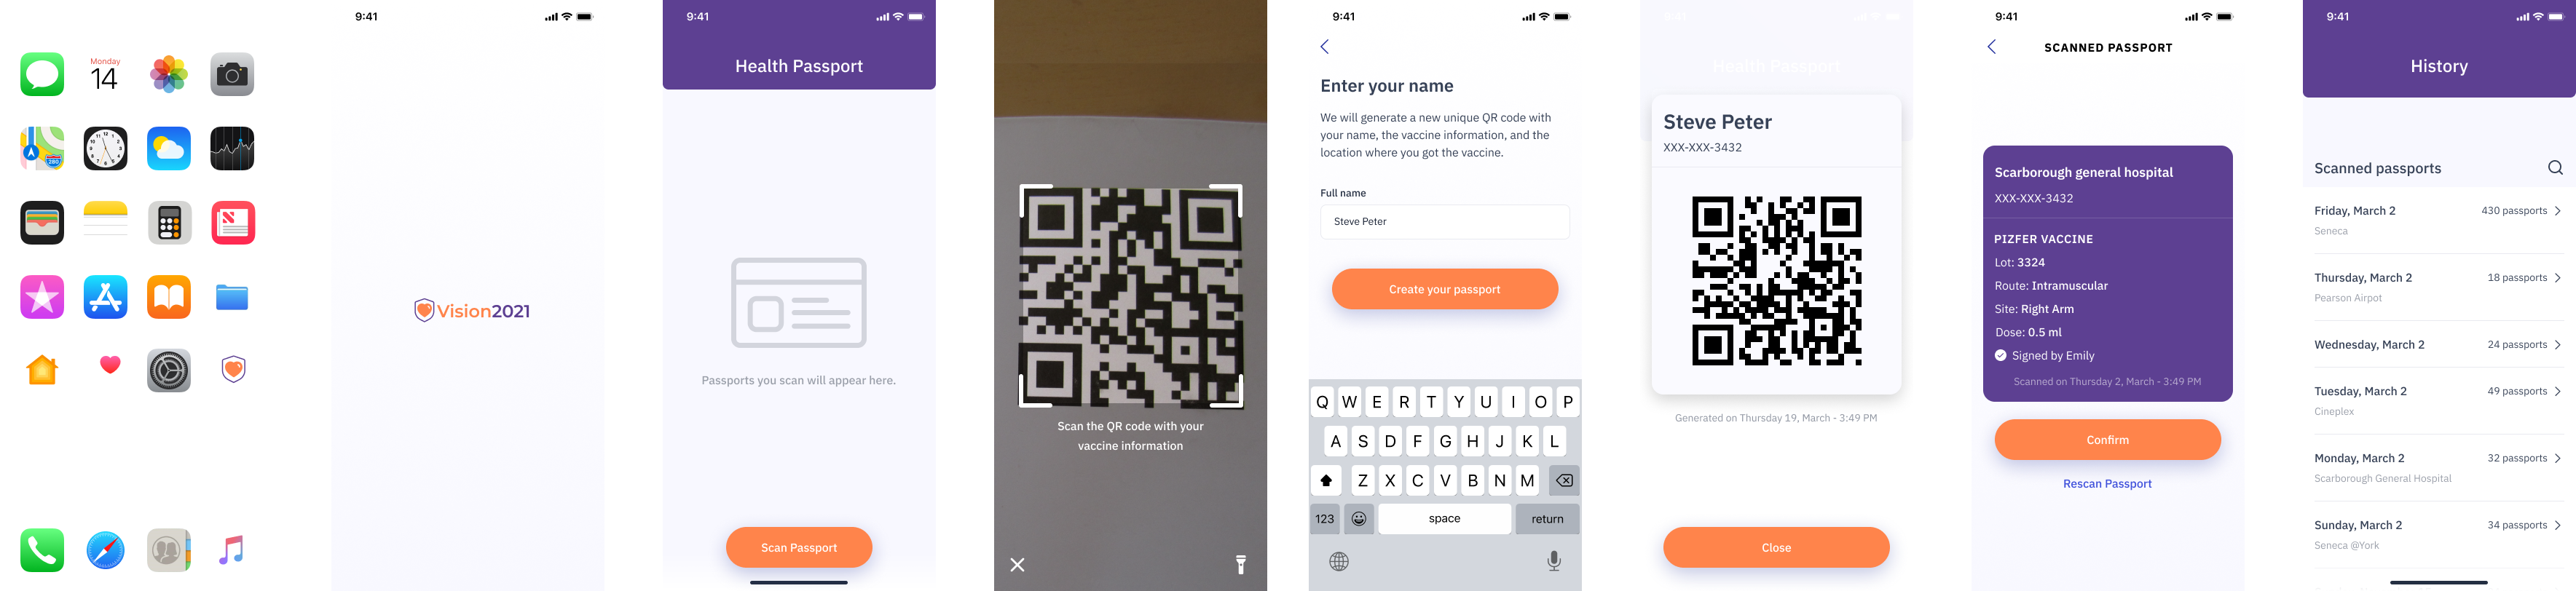 Monday
14
280
9:41
Vision2021
9:41
Health Passport
Passports you scan will appear here.
Scan Passport
Scan the QR code with your
vaccine information
9:41
Enter your name
We will generate a new unique QR code with
your name, the vaccine information, and the
location where you got the vaccine.
Full name
Steve Peter
Create your passport
Q W E R T Y U I O P
A S D F G H J K L
Z X C V B N M
123 space return
9:41
Health Passport
Steve Peter
XXX-XXX-3432
Generated on Thursday 19, March - 3:49 PM
Close
9:41
SCANNED PASSPORT
Scarborough general hospital
XXX-XXX-3432
PIZFER VACCINE
Lot: 3324
Route: Intramuscular
Site: Right Arm
Dose: 0.5 ml
Signed by Emily
Scanned on Thursday 2, March - 3:49 PM
Confirm
Rescan Passport
9:41
History
Scanned passports
Friday, March 2 430 passports
Seneca
Thursday, March 2 18 passports
Pearson Airpot
Wednesday, March 2 24 passports
Tuesday, March 2 49 passports
Cineplex
Monday, March 2 32 passports
Scarborough General Hospital
Sunday, March 2 34 passports
Seneca @York